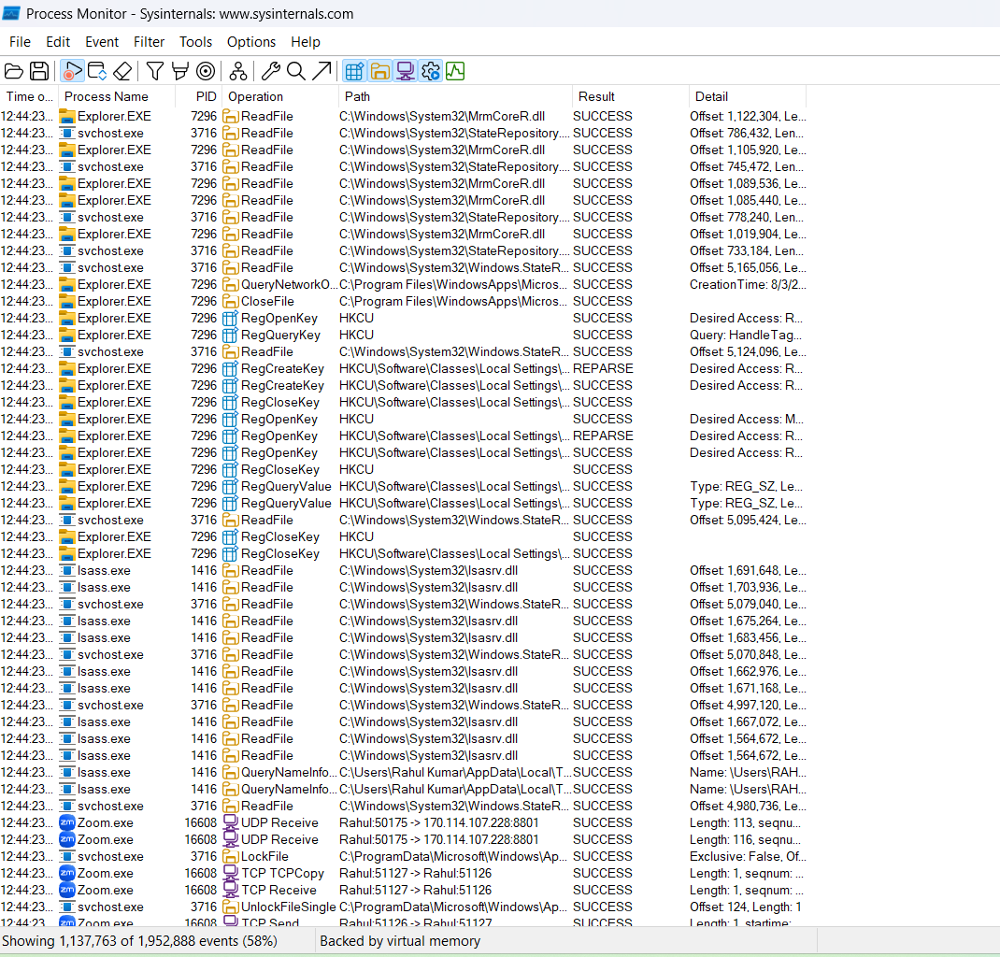 Process Monitor - Sysinternals: www.sysinternals.com
File Edit Event Filter Tools Options Help
Time o... Process Name PID Operation Path Result Detail
12:44:23... Explorer.EXE 7296 ReadFile C:\Windows\System32\MrmCoreR.dll SUCCESS Offset: 1,122,304, Le...
12:44:23... svchost.exe 3716 ReadFile C:\Windows\System32\StateRepository.... SUCCESS Offset: 786,432, Len...
12:44:23... Explorer.EXE 7296 ReadFile C:\Windows\System32\MrmCoreR.dll SUCCESS Offset: 1,105,920, Le...
12:44:23... svchost.exe 3716 ReadFile C:\Windows\System32\StateRepository.... SUCCESS Offset: 745,472, Len...
12:44:23... Explorer.EXE 7296 ReadFile C:\Windows\System32\MrmCoreR.dll SUCCESS Offset: 1,089,536, Le...
12:44:23... Explorer.EXE 7296 ReadFile C:\Windows\System32\MrmCoreR.dll SUCCESS Offset: 1,085,440, Le...
12:44:23... svchost.exe 3716 ReadFile C:\Windows\System32\StateRepository.... SUCCESS Offset: 778,240, Len...
12:44:23... Explorer.EXE 7296 ReadFile C:\Windows\System32\MrmCoreR.dll SUCCESS Offset: 1,019,904, Le...
12:44:23... svchost.exe 3716 ReadFile C:\Windows\System32\StateRepository.... SUCCESS Offset: 733,184, Len...
12:44:23... svchost.exe 3716 ReadFile C:\Windows\System32\Windows.StateR... SUCCESS Offset: 5,165,056, Le...
12:44:23... Explorer.EXE 7296 QueryNetworkO... C:\Program Files\WindowsApps\Micros... SUCCESS CreationTime: 8/3/2...
12:44:23... Explorer.EXE 7296 CloseFile C:\Program Files\WindowsApps\Micros... SUCCESS
12:44:23... Explorer.EXE 7296 RegOpenKey HKCU SUCCESS Desired Access: R...
12:44:23... Explorer.EXE 7296 RegQueryKey HKCU SUCCESS Query: HandleTag...
12:44:23... svchost.exe 3716 ReadFile C:\Windows\System32\Windows.StateR... SUCCESS Offset: 5,124,096, Le...
12:44:23... Explorer.EXE 7296 RegCreateKey HKCU\Software\Classes\Local Settings\... REPARSE Desired Access: R...
12:44:23... Explorer.EXE 7296 RegCreateKey HKCU\Software\Classes\Local Settings\... SUCCESS Desired Access: R...
12:44:23... Explorer.EXE 7296 RegCloseKey HKCU\Software\Classes\Local Settings\... SUCCESS
12:44:23... Explorer.EXE 7296 RegOpenKey HKCU SUCCESS Desired Access: M...
12:44:23... Explorer.EXE 7296 RegOpenKey HKCU\Software\Classes\Local Settings\... REPARSE Desired Access: R...
12:44:23... Explorer.EXE 7296 RegOpenKey HKCU\Software\Classes\Local Settings\... SUCCESS Desired Access: R...
12:44:23... Explorer.EXE 7296 RegCloseKey HKCU SUCCESS
12:44:23... Explorer.EXE 7296 RegQueryValue HKCU\Software\Classes\Local Settings\... SUCCESS Type: REG_SZ, Le...
12:44:23... Explorer.EXE 7296 RegQueryValue HKCU\Software\Classes\Local Settings\... SUCCESS Type: REG_SZ, Le...
12:44:23... svchost.exe 3716 ReadFile C:\Windows\System32\Windows.StateR... SUCCESS Offset: 5,095,424, Le...
12:44:23... Explorer.EXE 7296 RegCloseKey HKCU SUCCESS
12:44:23... Explorer.EXE 7296 RegCloseKey HKCU\Software\Classes\Local Settings\... SUCCESS
12:44:23... lsass.exe 1416 ReadFile C:\Windows\System32\lsasrv.dll SUCCESS Offset: 1,691,648, Le...
12:44:23... lsass.exe 1416 ReadFile C:\Windows\System32\lsasrv.dll SUCCESS Offset: 1,703,936, Le...
12:44:23... svchost.exe 3716 ReadFile C:\Windows\System32\Windows.StateR... SUCCESS Offset: 5,079,040, Le...
12:44:23... lsass.exe 1416 ReadFile C:\Windows\System32\lsasrv.dll SUCCESS Offset: 1,675,264, Le...
12:44:23... lsass.exe 1416 ReadFile C:\Windows\System32\lsasrv.dll SUCCESS Offset: 1,683,456, Le...
12:44:23... svchost.exe 3716 ReadFile C:\Windows\System32\Windows.StateR... SUCCESS Offset: 5,070,848, Le...
12:44:23... lsass.exe 1416 ReadFile C:\Windows\System32\lsasrv.dll SUCCESS Offset: 1,662,976, Le...
12:44:23... lsass.exe 1416 ReadFile C:\Windows\System32\lsasrv.dll SUCCESS Offset: 1,671,168, Le...
12:44:23... svchost.exe 3716 ReadFile C:\Windows\System32\Windows.StateR... SUCCESS Offset: 4,997,120, Le...
12:44:23... lsass.exe 1416 ReadFile C:\Windows\System32\lsasrv.dll SUCCESS Offset: 1,667,072, Le...
12:44:23... lsass.exe 1416 ReadFile C:\Windows\System32\lsasrv.dll SUCCESS Offset: 1,564,672, Le...
12:44:23... lsass.exe 1416 ReadFile C:\Windows\System32\lsasrv.dll SUCCESS Offset: 1,564,672, Le...
12:44:23... lsass.exe 1416 QueryNameInfo... C:\Users\Rahul Kumar\AppData\Local\T... SUCCESS Name: \Users\RAH...
12:44:23... lsass.exe 1416 QueryNameInfo... C:\Users\Rahul Kumar\AppData\Local\T... SUCCESS Name: \Users\RAH...
12:44:23... svchost.exe 3716 ReadFile C:\Windows\System32\Windows.StateR... SUCCESS Offset: 4,980,736, Le...
12:44:23... zm Zoom.exe 16608 UDP Receive Rahul:50175 -> 170.114.107.228:8801 SUCCESS Length: 113, seqnu...
12:44:23... zm Zoom.exe 16608 UDP Receive Rahul:50175 -> 170.114.107.228:8801 SUCCESS Length: 116, seqnu...
12:44:23... svchost.exe 3716 LockFile C:\ProgramData\Microsoft\Windows\Ap... SUCCESS Exclusive: False, Of...
12:44:23... zm Zoom.exe 16608 TCP TCPCopy Rahul:51127 -> Rahul:51126 SUCCESS Length: 1, seqnum: ...
12:44:23... zm Zoom.exe 16608 TCP Receive Rahul:51127 -> Rahul:51126 SUCCESS Length: 1, seqnum: ...
12:44:23... svchost.exe 3716 UnlockFileSingle C:\ProgramData\Microsoft\Windows\Ap... SUCCESS Offset: 124, Length: 1
12:44:23... zm Zoom.exe 16608 TCP Send Rahul:51126 -> Rahul:51127 SUCCESS Length: 1, startime:
Showing 1,137,763 of 1,952,888 events (58%) Backed by virtual memory